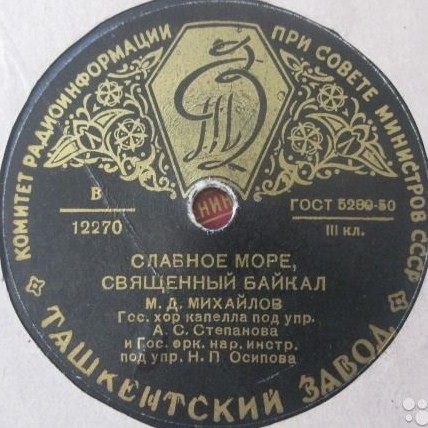 КОМИТЕТ РАДИОИНФОРМАЦИИ ПРИ СОВЕТЕ МИНИСТРОВ СССР
В
12270
НИН
ГОСТ 5289-50
III кл.
СЛАВНОЕ МОРЕ,
СВЯЩЕННЫЙ БАЙКАЛ
М. Д. МИХАЙЛОВ
Гос. хор капелла под упр.
А. С. Степанова
и Гос. орк. нар. инстр.
под упр. Н. П. Осипова
ТАШКЕНТСКИЙ ЗАВОД